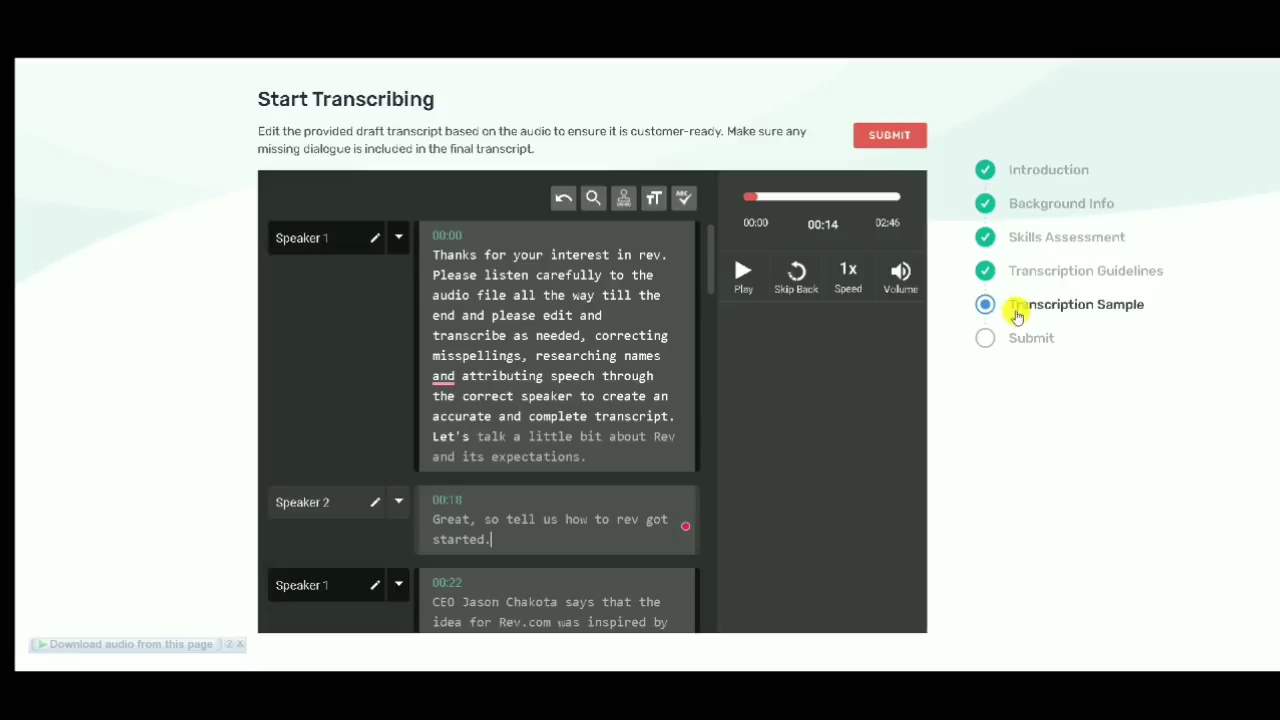 Start Transcribing
Edit the provided draft transcript based on the audio to ensure it is customer-ready. Make sure any
missing dialogue is included in the final transcript.
SUBMIT
Introduction
Background Info
Skills Assessment
Transcription Guidelines
Transcription Sample
Submit
00:00
00:14
02:46
Play
Skip Back
1x
Speed
Volume
TT
ABC
Speaker 1
00:00
Thanks for your interest in rev.
Please listen carefully to the
audio file all the way till the
end and please edit and
transcribe as needed, correcting
misspellings, researching names
and attributing speech through
the correct speaker to create an
accurate and complete transcript.
Let's talk a little bit about Rev
and its expectations.
Speaker 2
00:18
Great, so tell us how to rev got
started.
Speaker 1
00:22
CEO Jason Chakota says that the
idea for Rev.com was inspired by
Download audio from this page
? X